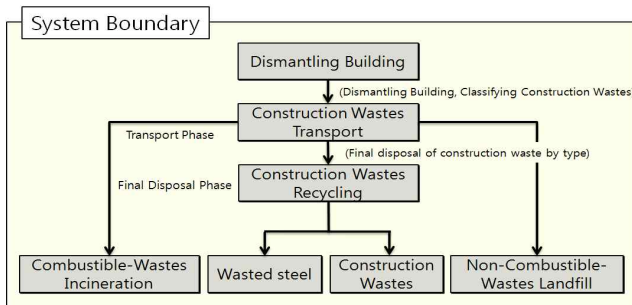 System Boundary
Dismantling Building
(Dismantling Building, Classifying Construction Wastes)
Construction Wastes
Transport
Transport Phase
(Final disposal of construction waste by type)
Final Disposal Phase
Construction Wastes
Recycling
Combustible-Wastes
Incineration
Wasted steel
Construction
Wastes
Non-Combustible-
Wastes Landfill